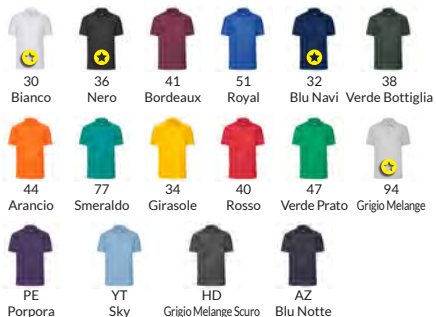 30 36 41 51 32 38
Bianco Nero Bordeaux Royal Blu Navi Verde Bottiglia
44 77 34 40 47 94
Arancio Smeraldo Girasole Rosso Verde Prato Grigio Melange
PE YT HD AZ
Porpora Sky Grigio Melange Scuro Blu Notte